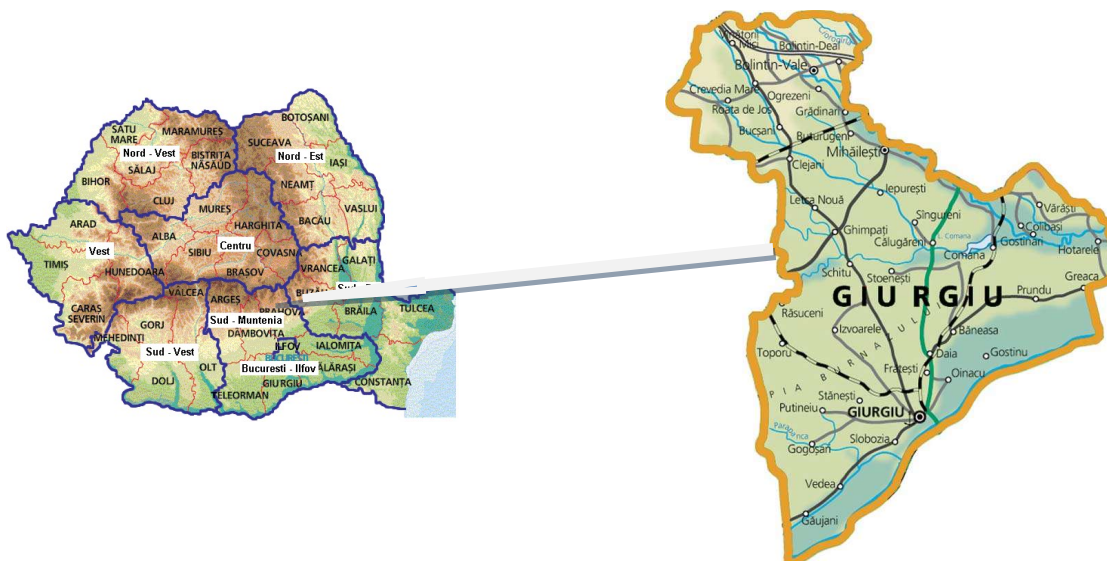 BOTOȘANI
SATU
MARE
MARAMUREȘ
SUCEAVA
Nord - Vest
BISTRIȚA
NĂSĂUD
Nord - Est
IAȘI
SĂLAJ
BIHOR
NEAMȚ
CLUJ
MUREȘ
VASLUI
ARAD
HARGHITA
BACĂU
ALBA
Centru
Vest
SIBIU
COVASNA
TIMIȘ
VRANCEA
GALAȚI
HUNEDOARA
BRAȘOV
VÂLCEA
ARGEȘ
CARAȘ
SEVERIN
GORJ
Sud - Muntenia
BRĂILA
TULCEA
MEHEDINȚI
DÂMBOVIȚA
ILFOV
IALOMIȚA
Sud - Vest
OLT
Bucuresti - Ilfov
DOLJ
GIURGIU
CONSTANȚA
TELEORMAN
Mici
Bolintin-Deal
Bolintin-Vale
Crevedia Mare
Ogrezeni
Roata de Jos
Grădinari
Bucșani
Buturugeni
Mihăilești
Clejani
Iepurești
Letca Nouă
Vărăști
Singureni
Colibași
Ghimpați
L. Comana
Călugăreni
Gostinari
Hotarele
Comana
Schitu
Stoenești
Greaca
GIURGIU
Prundu
Răsuceni
Izvoarele
Băneasa
Toporu
Daia
Gostinu
Frătești
Oinacu
PIA BURNAULUI
Stănești
Putineiu
GIURGIU
Slobozia
Gogoșari
Vedea
Găujani